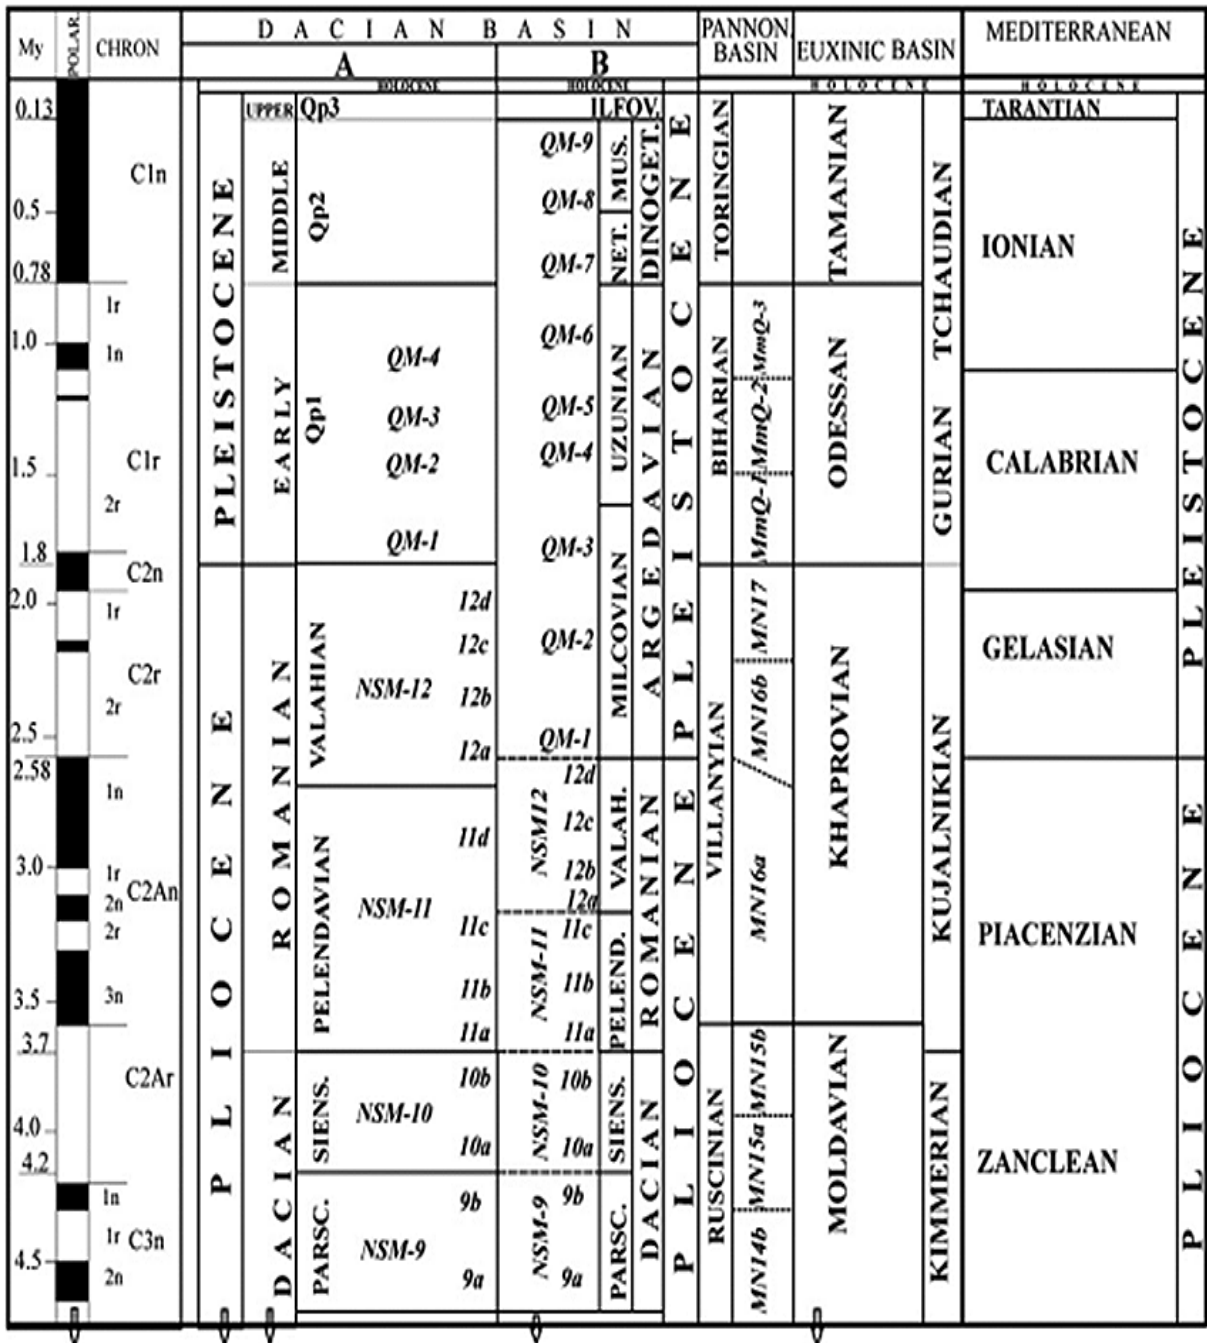 My
POLAR.
CHRON
DACIAN BASIN
A
B
PANNON.
BASIN
EUXINIC BASIN
MEDITERRANEAN
HOLOCENE
HOLOCENE
HOLOCENE
HOLOCENE
0.13
0.5
0.78
1.0
1.5
1.8
2.0
2.5
2.58
3.0
3.5
3.7
4.0
4.2
4.5
C1n
1r
1n
C1r
2r
C2n
1r
C2r
2r
1n
1r
C2An
2n
2r
3n
C2Ar
1n
1r
C3n
2n
PLEISTOCENE
PLIOCENE
UPPER
MIDDLE
EARLY
ROMANIAN
DACIAN
Qp3
Qp2
Qp1
QM-4
QM-3
QM-2
QM-1
VALAHIAN
NSM-12
12d
12c
12b
12a
PELENDAVIAN
NSM-11
11d
11c
11b
11a
SIENS.
NSM-10
10b
10a
PARSC.
NSM-9
9b
9a
ILFOV.
QM-9
QM-8
QM-7
QM-6
QM-5
QM-4
QM-3
QM-2
QM-1
NSM12
12d
12c
12b
12a
NSM-11
11c
11b
11a
NSM-10
10b
10a
NSM-9
9b
9a
MUS.
NET.
UZUNIAN
MILCOVIAN
VALAH.
PELEND.
SIENS.
PARSC.
DINOGET.
ARGEDAVIAN
ROMANIAN
DACIAN
PLEISTOCENE
PLIOCENE
TORINGIAN
BIHARIAN
VILLANYIAN
RUSCINIAN
MmQ-3
MmQ-2
MmQ-1
MN17
MN16b
MN16a
MN15b
MN15a
MN14b
TAMANIAN
ODESSAN
KHAPROVIAN
MOLDAVIAN
TCHAUDIAN
GURIAN
KUJALNIKIAN
KIMMERIAN
TARANTIAN
IONIAN
CALABRIAN
GELASIAN
PIACENZIAN
ZANCLEAN
PLEISTOCENE
PLIOCENE